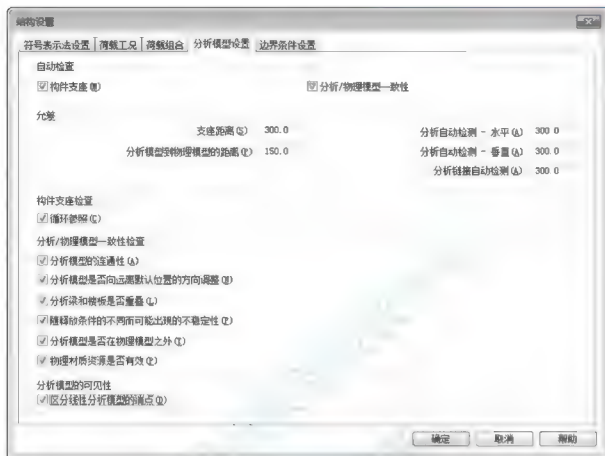 结构设置
符号表示法设置 荷载工况 荷载组合 分析模型设置 边界条件设置
自动检查
构件支座(M) 分析/物理模型一致性
允差
支座距离(S) 300.0 分析自动检测 - 水平(A) 300.0
分析模型到物理模型的距离(P) 150.0 分析自动检测 - 垂直(A) 300.0
分析链接自动检测(A) 300.0
构件支座检查
循环参照(C)
分析/物理模型一致性检查
分析模型的连通性(A)
分析模型是否向远离默认位置的方向调整(M)
分析梁和楼板是否重叠(L)
随释放条件的不同而可能出现的不稳定性(P)
分析模型是否在物理模型之外(I)
物理材质资源是否有效(P)
分析模型的可见性
区分线性分析模型的端点(D)
确定 取消 帮助